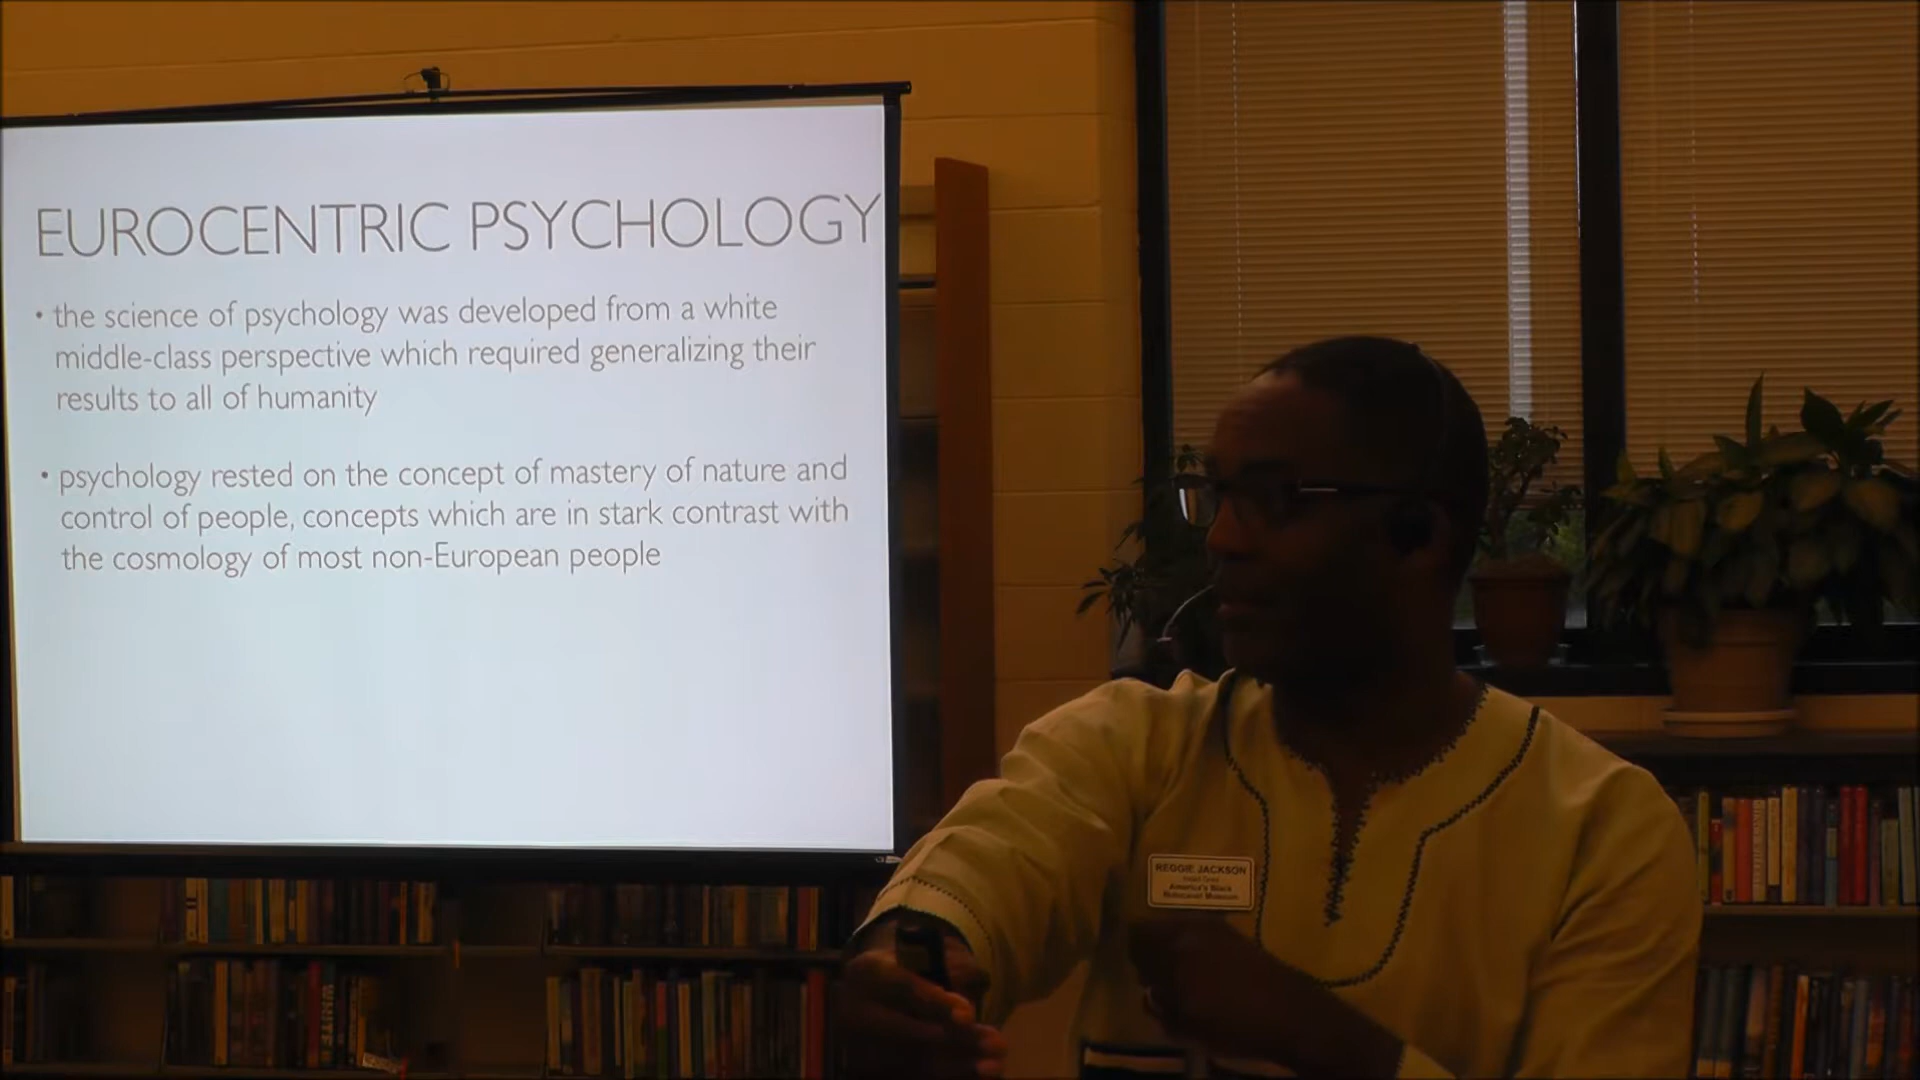 EUROCENTRIC PSYCHOLOGY
• the science of psychology was developed from a white
middle-class perspective which required generalizing their
results to all of humanity
• psychology rested on the concept of mastery of nature and
control of people, concepts which are in stark contrast with
the cosmology of most non-European people
REGGIE JACKSON
America's Black
Holocaust Museum
WHITE